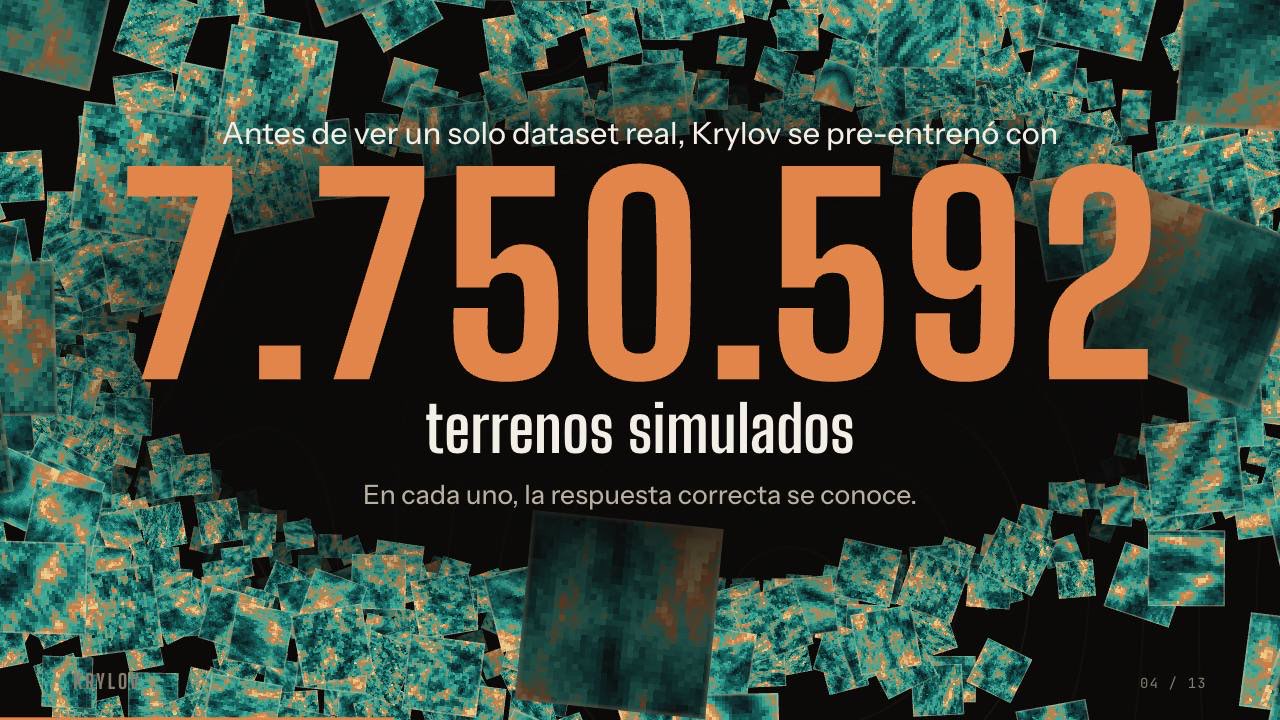 Antes de ver un solo dataset real, Krylov se pre-entrenó con
7.750.592
terrenos simulados
En cada uno, la respuesta correcta se conoce.
KRYLOV
04 / 13